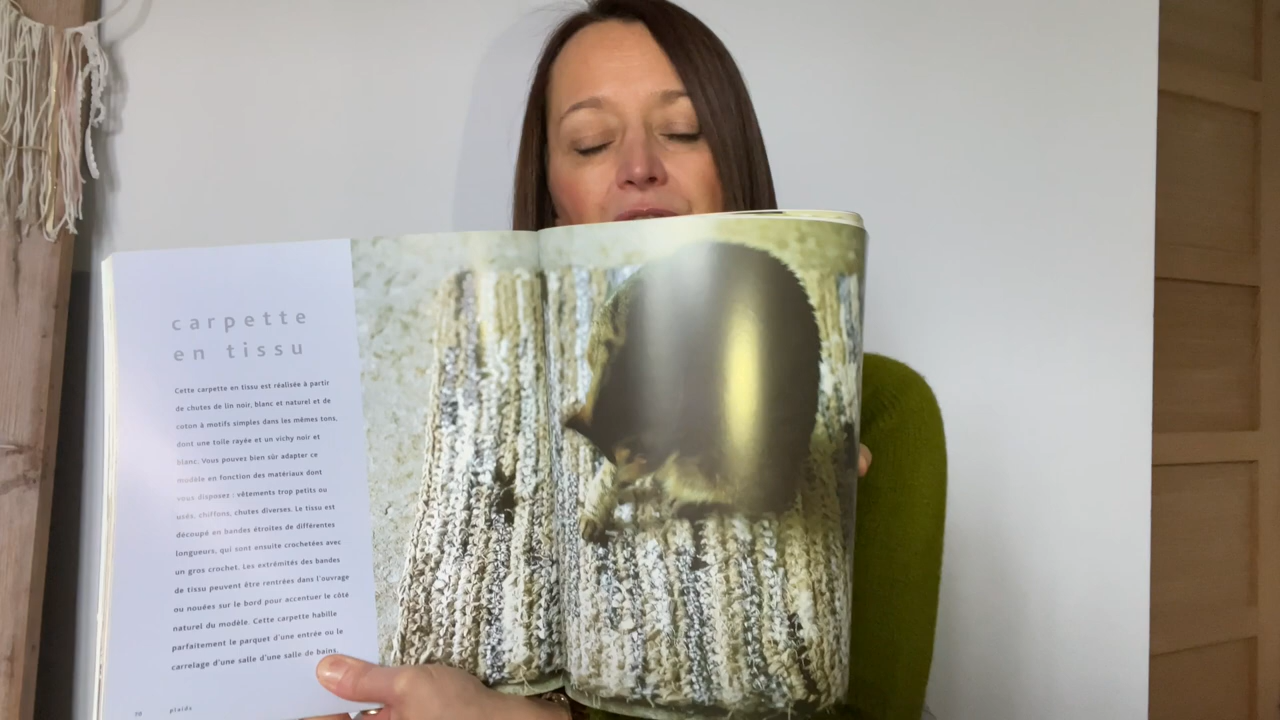 carpette
en tissu
Cette carpette en tissu est réalisée à partir
de chutes de lin noir, blanc et naturel et de
coton à motifs simples dans les mêmes tons,
dont une toile rayée et un vichy noir et
blanc. Vous pouvez bien sûr adapter ce
modèle en fonction des matériaux dont
vous disposez : vêtements trop petits ou
usés, chiffons, chutes diverses. Le tissu est
découpé en bandes étroites de différentes
longueurs, qui sont ensuite crochetées avec
un gros crochet. Les extrémités des bandes
de tissu peuvent être rentrées dans l'ouvrage
ou nouées sur le bord pour accentuer le côté
naturel du modèle. Cette carpette habille
parfaitement le parquet d'une entrée ou le
carrelage d'une salle d'une salle de bains.
plaids